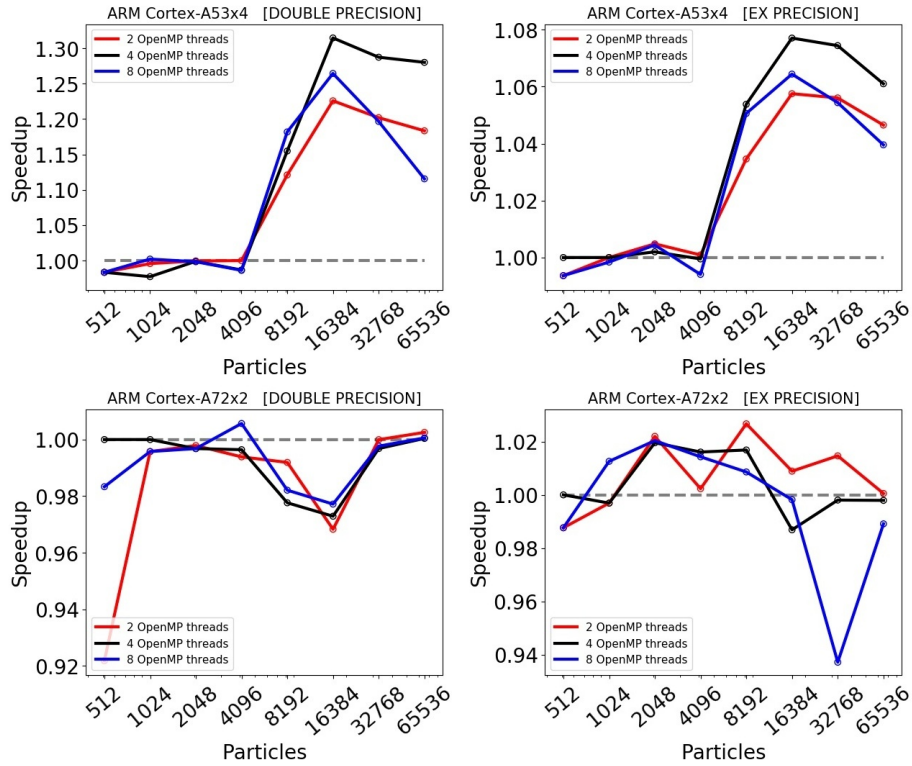 ARM Cortex-A53x4 [DOUBLE PRECISION]
2 OpenMP threads
4 OpenMP threads
8 OpenMP threads
1.30
1.25
1.20
1.15
1.10
1.05
1.00
Speedup
512
1024
2048
4096
8192
16384
32768
65536
Particles
ARM Cortex-A53x4 [EX PRECISION]
2 OpenMP threads
4 OpenMP threads
8 OpenMP threads
1.08
1.06
1.04
1.02
1.00
Speedup
512
1024
2048
4096
8192
16384
32768
65536
Particles
ARM Cortex-A72x2 [DOUBLE PRECISION]
1.00
0.98
0.96
0.94
0.92
Speedup
2 OpenMP threads
4 OpenMP threads
8 OpenMP threads
512
1024
2048
4096
8192
16384
32768
65536
Particles
ARM Cortex-A72x2 [EX PRECISION]
1.02
1.00
0.98
0.96
0.94
Speedup
2 OpenMP threads
4 OpenMP threads
8 OpenMP threads
512
1024
2048
4096
8192
16384
32768
65536
Particles